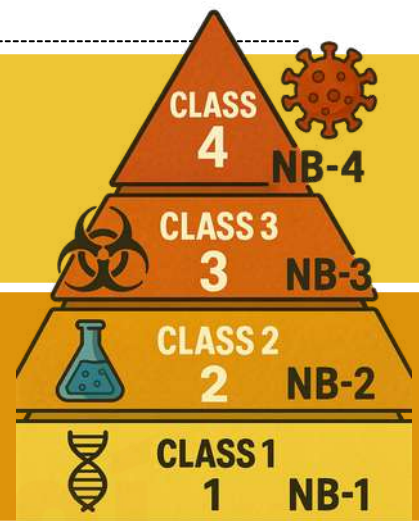 CLASS
4
NB-4
CLASS 3
3 NB-3
CLASS 2
2 NB-2
CLASS 1
1 NB-1